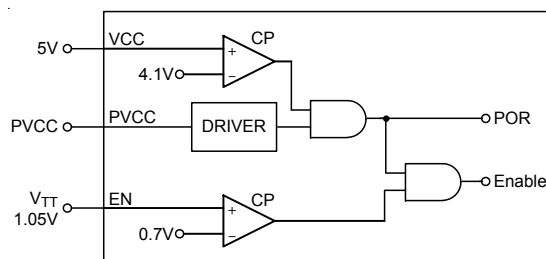 VCC
CP
5V
+
4.1V
−
PVCC
PVCC
DRIVER
POR
Enable
VTT
1.05V
EN
CP
+
0.7V
−